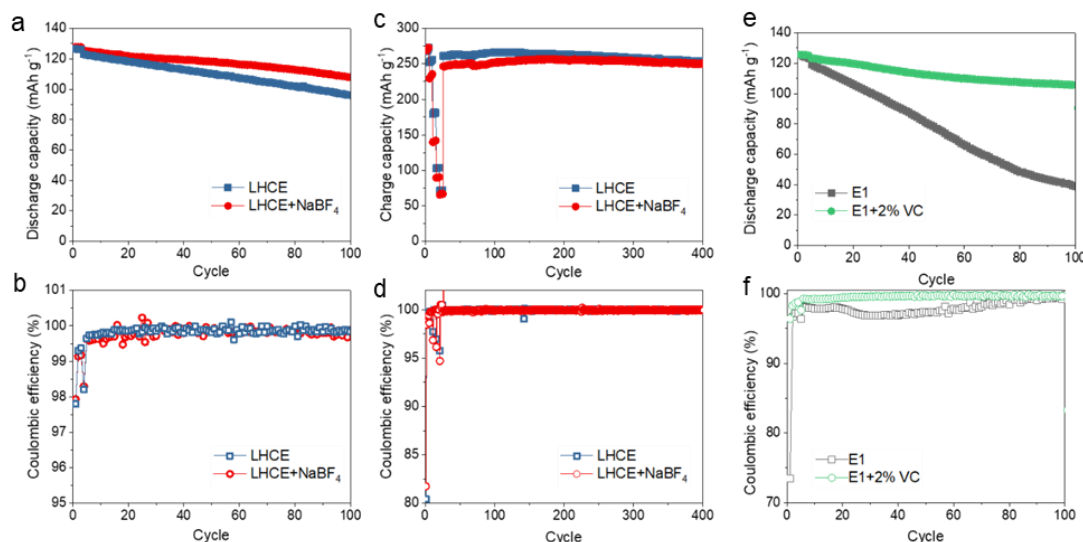 a
Discharge capacity (mAh g⁻¹)
140
120
100
80
60
40
20
0
LHCE
LHCE+NaBF₄
0 20 40 60 80 100
Cycle
b
Coulombic efficiency (%)
101
100
99
98
97
96
95
LHCE
LHCE+NaBF₄
0 20 40 60 80 100
Cycle
c
Charge capacity (mAh g⁻¹)
300
250
200
150
100
50
0
LHCE
LHCE+NaBF₄
0 100 200 300 400
Cycle
d
Coulombic efficiency (%)
100
95
90
85
80
LHCE
LHCE+NaBF₄
0 100 200 300 400
Cycle
e
Discharge capacity (mAh g⁻¹)
140
120
100
80
60
40
20
0
E1
E1+2% VC
0 20 40 60 80 100
Cycle
f
Coulombic efficiency (%)
100
90
80
70
E1
E1+2% VC
0 20 40 60 80 100
Cycle